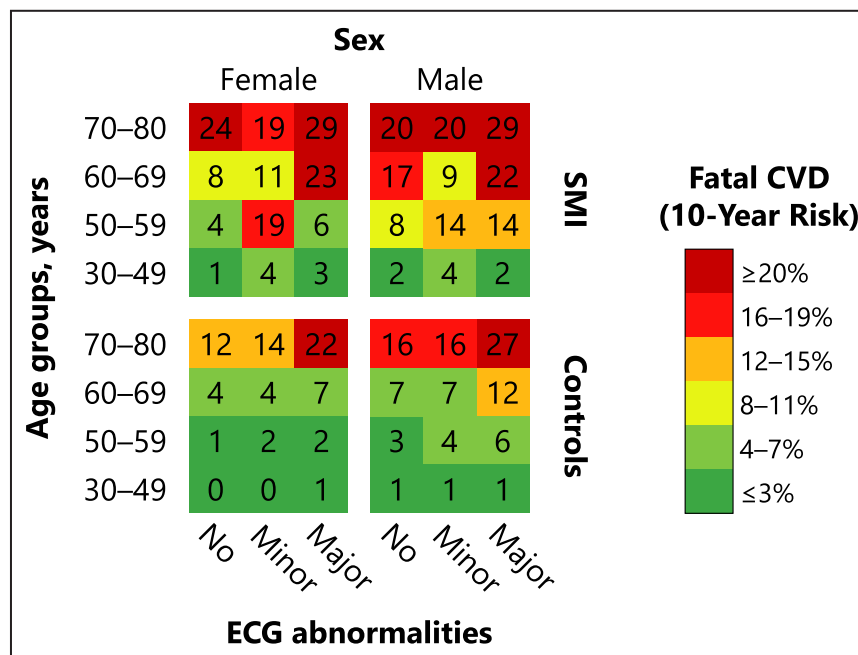 Sex
Female Male
70–80 24 19 29 20 20 29
60–69 8 11 23 17 9 22
50–59 4 19 6 8 14 14
30–49 1 4 3 2 4 2
SMI
70–80 12 14 22 16 16 27
60–69 4 4 7 7 7 12
50–59 1 2 2 3 4 6
30–49 0 0 1 1 1 1
Controls
Age groups, years
No Minor Major No Minor Major
ECG abnormalities
Fatal CVD
(10-Year Risk)
≥20%
16–19%
12–15%
8–11%
4–7%
≤3%